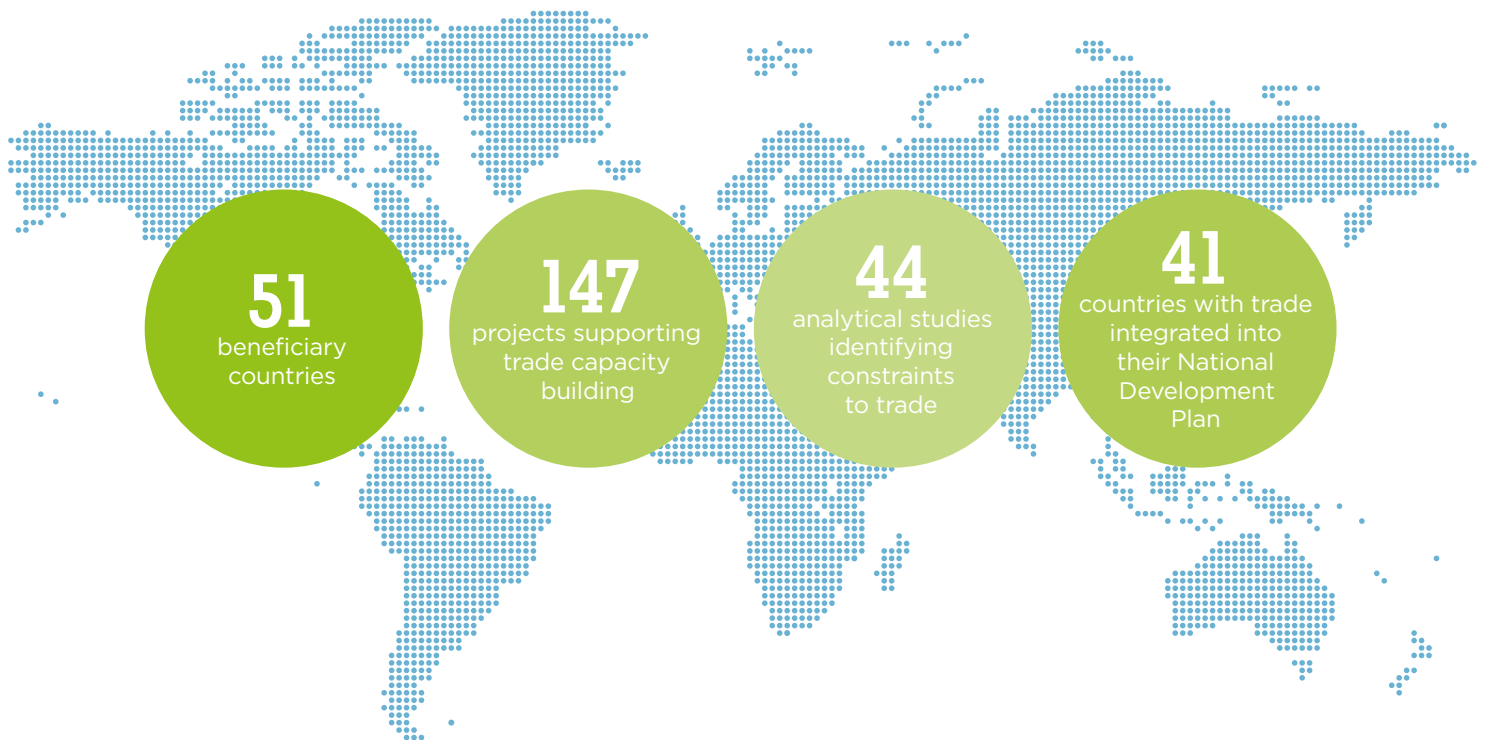 51
beneficiary
countries
147
projects supporting
trade capacity
building
44
analytical studies
identifying
constraints
to trade
41
countries with trade
integrated into
their National
Development
Plan